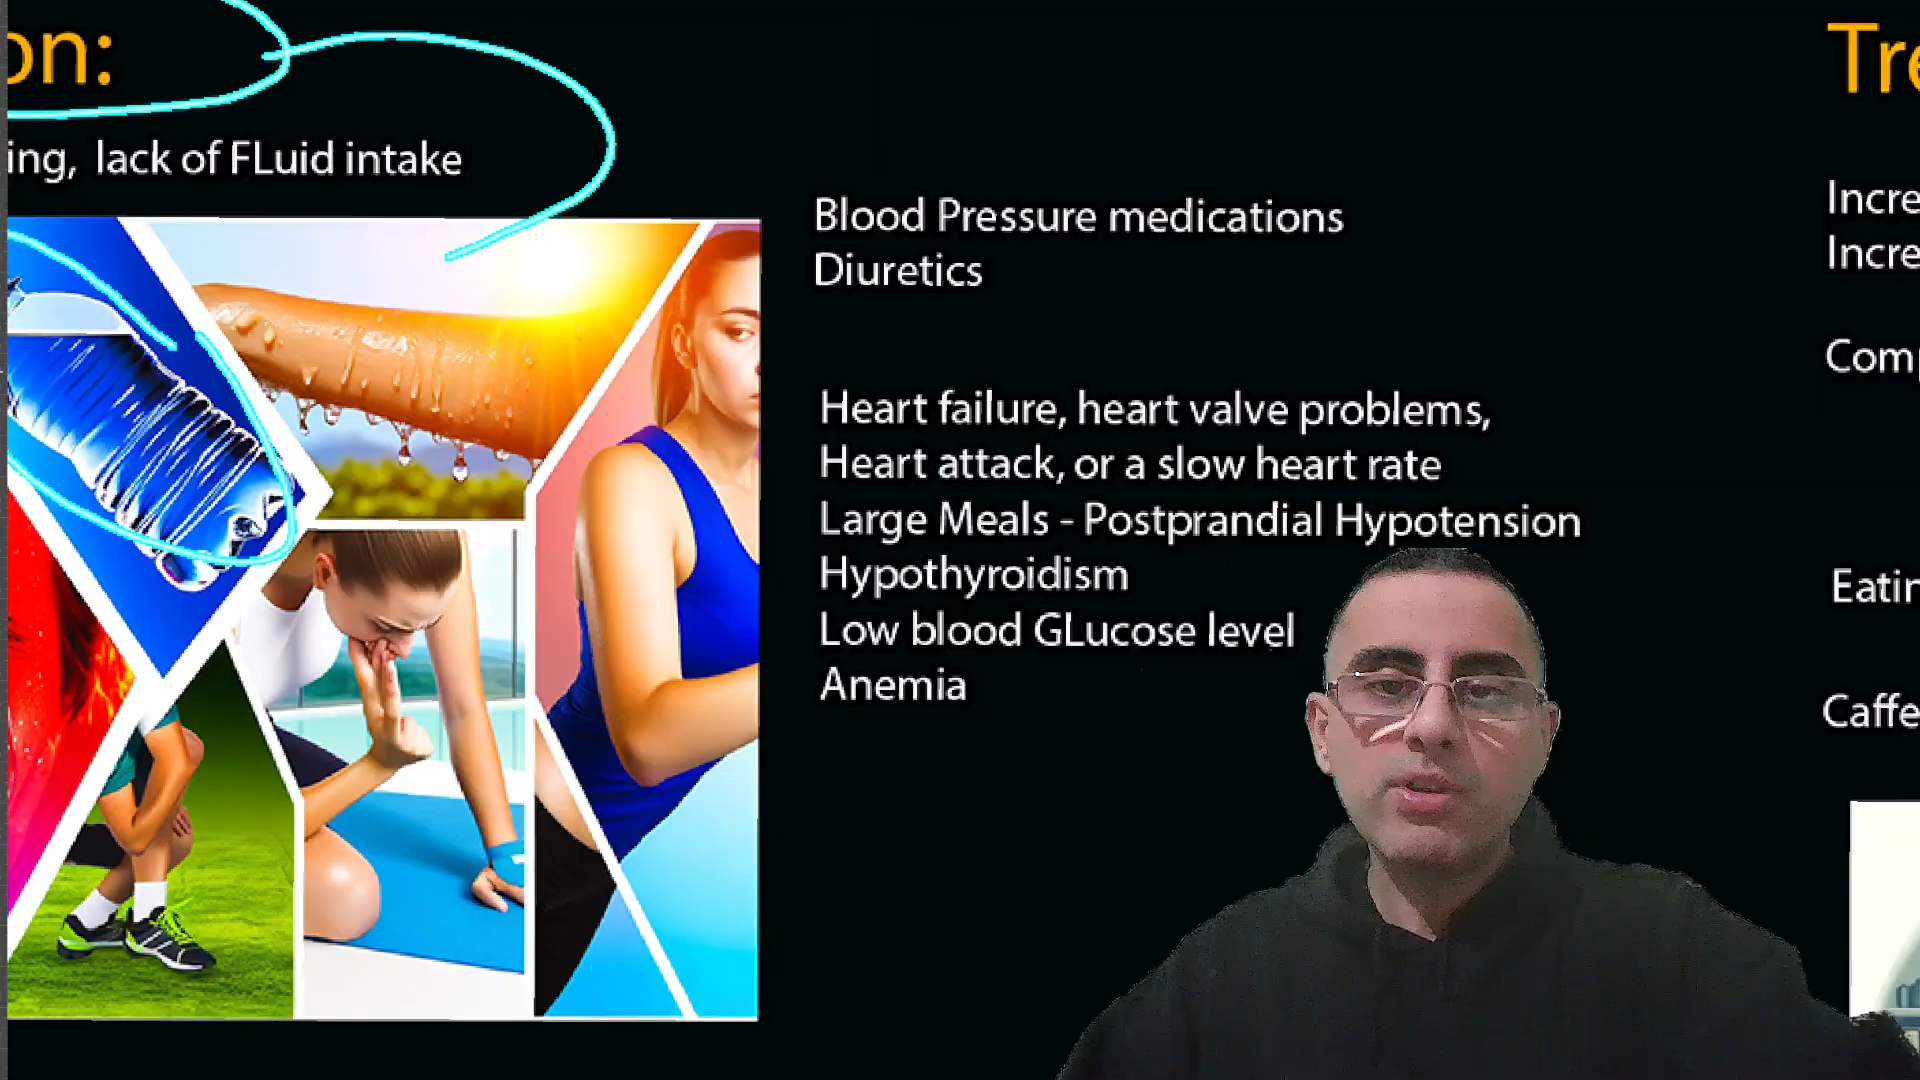 on:
ing, lack of FLuid intake
Blood Pressure medications
Diuretics
Heart failure, heart valve problems,
Heart attack, or a slow heart rate
Large Meals - Postprandial Hypotension
Hypothyroidism
Low blood GLucose level
Anemia
Tre
Incre
Incre
Comp
Eatin
Caffe